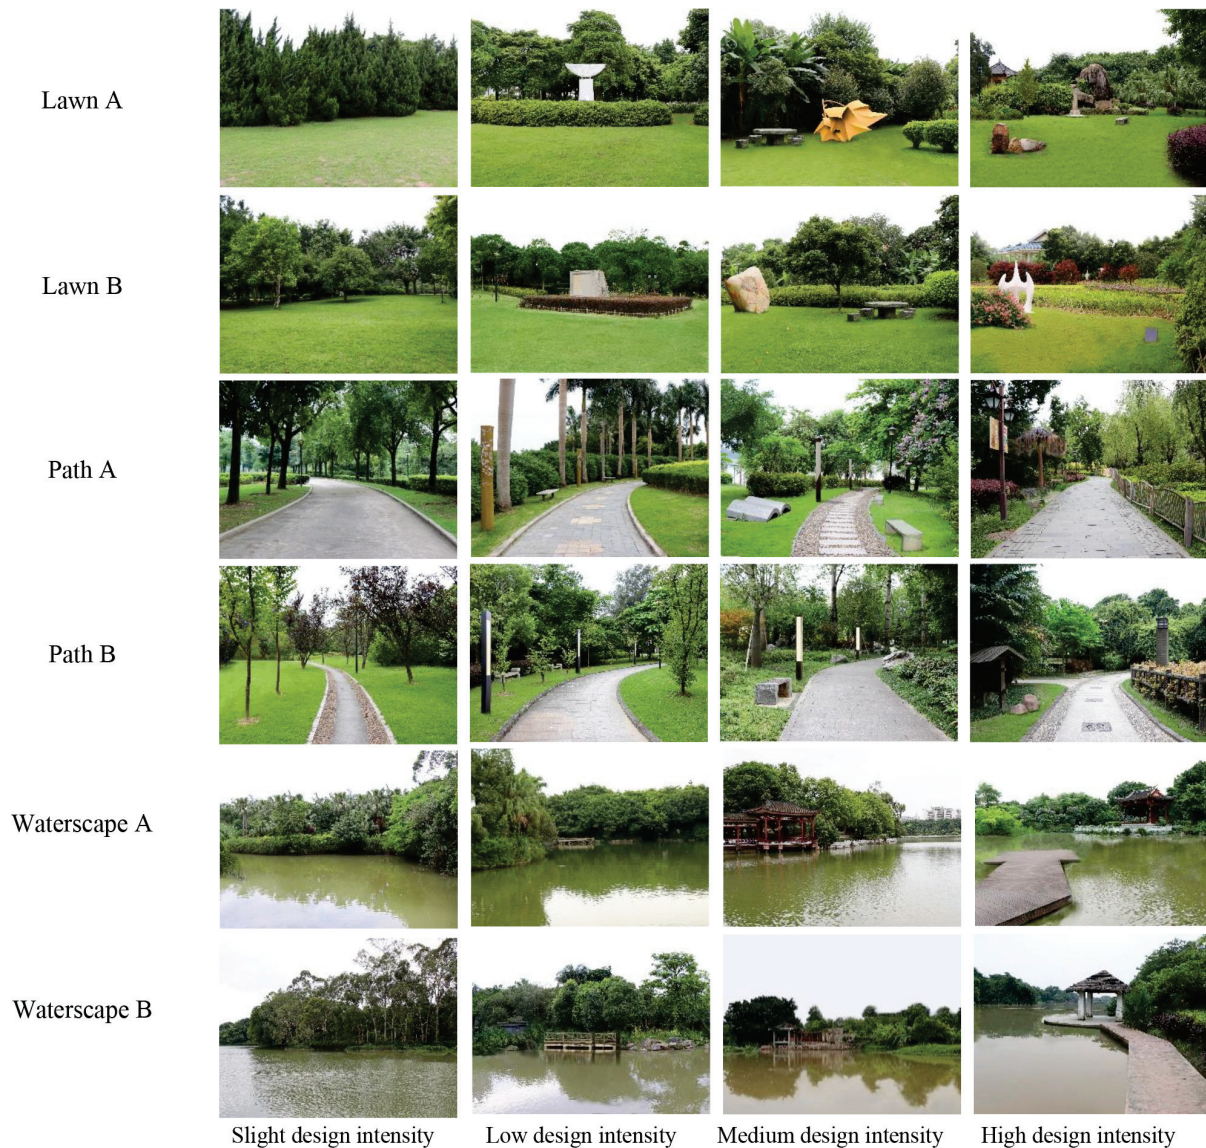 Lawn A
Lawn B
Path A
Path B
Waterscape A
Waterscape B
Slight design intensity Low design intensity Medium design intensity High design intensity